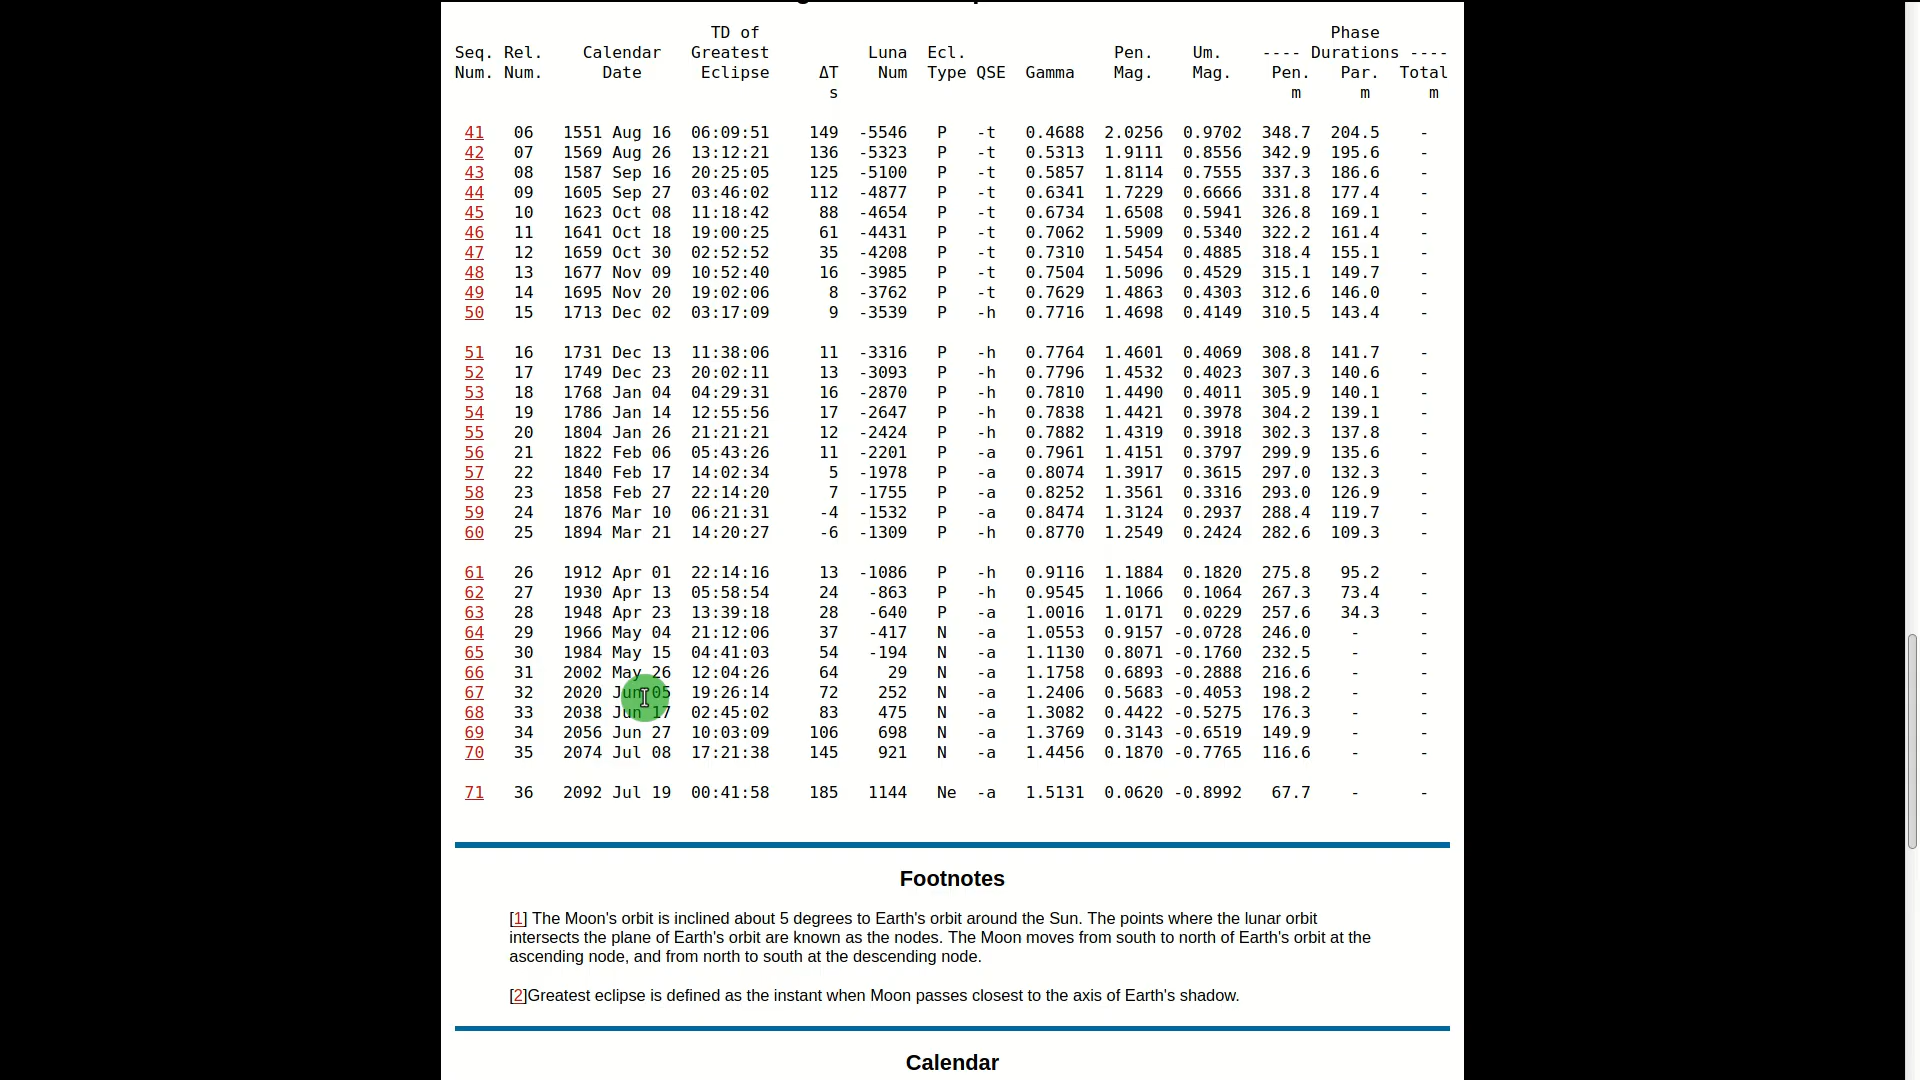 TD of Phase
Seq. Rel. Calendar Greatest Luna Ecl. Pen. Um. ---- Durations ----
Num. Num. Date Eclipse ΔT Num Type QSE Gamma Mag. Mag. Pen. Par. Total
s m m m
41 06 1551 Aug 16 06:09:51 149 -5546 P -t 0.4688 2.0256 0.9702 348.7 204.5 -
42 07 1569 Aug 26 13:12:21 136 -5323 P -t 0.5313 1.9111 0.8556 342.9 195.6 -
43 08 1587 Sep 16 20:25:05 125 -5100 P -t 0.5857 1.8114 0.7555 337.3 186.6 -
44 09 1605 Sep 27 03:46:02 112 -4877 P -t 0.6341 1.7229 0.6666 331.8 177.4 -
45 10 1623 Oct 08 11:18:42 88 -4654 P -t 0.6734 1.6508 0.5941 326.8 169.1 -
46 11 1641 Oct 18 19:00:25 61 -4431 P -t 0.7062 1.5909 0.5340 322.2 161.4 -
47 12 1659 Oct 30 02:52:52 35 -4208 P -t 0.7310 1.5454 0.4885 318.4 155.1 -
48 13 1677 Nov 09 10:52:40 16 -3985 P -t 0.7504 1.5096 0.4529 315.1 149.7 -
49 14 1695 Nov 20 19:02:06 8 -3762 P -t 0.7629 1.4863 0.4303 312.6 146.0 -
50 15 1713 Dec 02 03:17:09 9 -3539 P -h 0.7716 1.4698 0.4149 310.5 143.4 -
51 16 1731 Dec 13 11:38:06 11 -3316 P -h 0.7764 1.4601 0.4069 308.8 141.7 -
52 17 1749 Dec 23 20:02:11 13 -3093 P -h 0.7796 1.4532 0.4023 307.3 140.6 -
53 18 1768 Jan 04 04:29:31 16 -2870 P -h 0.7810 1.4490 0.4011 305.9 140.1 -
54 19 1786 Jan 14 12:55:56 17 -2647 P -h 0.7838 1.4421 0.3978 304.2 139.1 -
55 20 1804 Jan 26 21:21:21 12 -2424 P -h 0.7882 1.4319 0.3918 302.3 137.8 -
56 21 1822 Feb 06 05:43:26 11 -2201 P -a 0.7961 1.4151 0.3797 299.9 135.6 -
57 22 1840 Feb 17 14:02:34 5 -1978 P -a 0.8074 1.3917 0.3615 297.0 132.3 -
58 23 1858 Feb 27 22:14:20 7 -1755 P -a 0.8252 1.3561 0.3316 293.0 126.9 -
59 24 1876 Mar 10 06:21:31 -4 -1532 P -a 0.8474 1.3124 0.2937 288.4 119.7 -
60 25 1894 Mar 21 14:20:27 -6 -1309 P -h 0.8770 1.2549 0.2424 282.6 109.3 -
61 26 1912 Apr 01 22:14:16 13 -1086 P -h 0.9116 1.1884 0.1820 275.8 95.2 -
62 27 1930 Apr 13 05:58:54 24 -863 P -h 0.9545 1.1066 0.1064 267.3 73.4 -
63 28 1948 Apr 23 13:39:18 28 -640 P -a 1.0016 1.0171 0.0229 257.6 34.3 -
64 29 1966 May 04 21:12:06 37 -417 N -a 1.0553 0.9157 -0.0728 246.0 - -
65 30 1984 May 15 04:41:03 54 -194 N -a 1.1130 0.8071 -0.1760 232.5 - -
66 31 2002 May 26 12:04:26 64 29 N -a 1.1758 0.6893 -0.2888 216.6 - -
67 32 2020 Jun 05 19:26:14 72 252 N -a 1.2406 0.5683 -0.4053 198.2 - -
68 33 2038 Jun 17 02:45:02 83 475 N -a 1.3082 0.4422 -0.5275 176.3 - -
69 34 2056 Jun 27 10:03:09 106 698 N -a 1.3769 0.3143 -0.6519 149.9 - -
70 35 2074 Jul 08 17:21:38 145 921 N -a 1.4456 0.1870 -0.7765 116.6 - -
71 36 2092 Jul 19 00:41:58 185 1144 Ne -a 1.5131 0.0620 -0.8992 67.7 - -
Footnotes
[1] The Moon's orbit is inclined about 5 degrees to Earth's orbit around the Sun. The points where the lunar orbit
intersects the plane of Earth's orbit are known as the nodes. The Moon moves from south to north of Earth's orbit at the
ascending node, and from north to south at the descending node.
[2]Greatest eclipse is defined as the instant when Moon passes closest to the axis of Earth's shadow.
Calendar